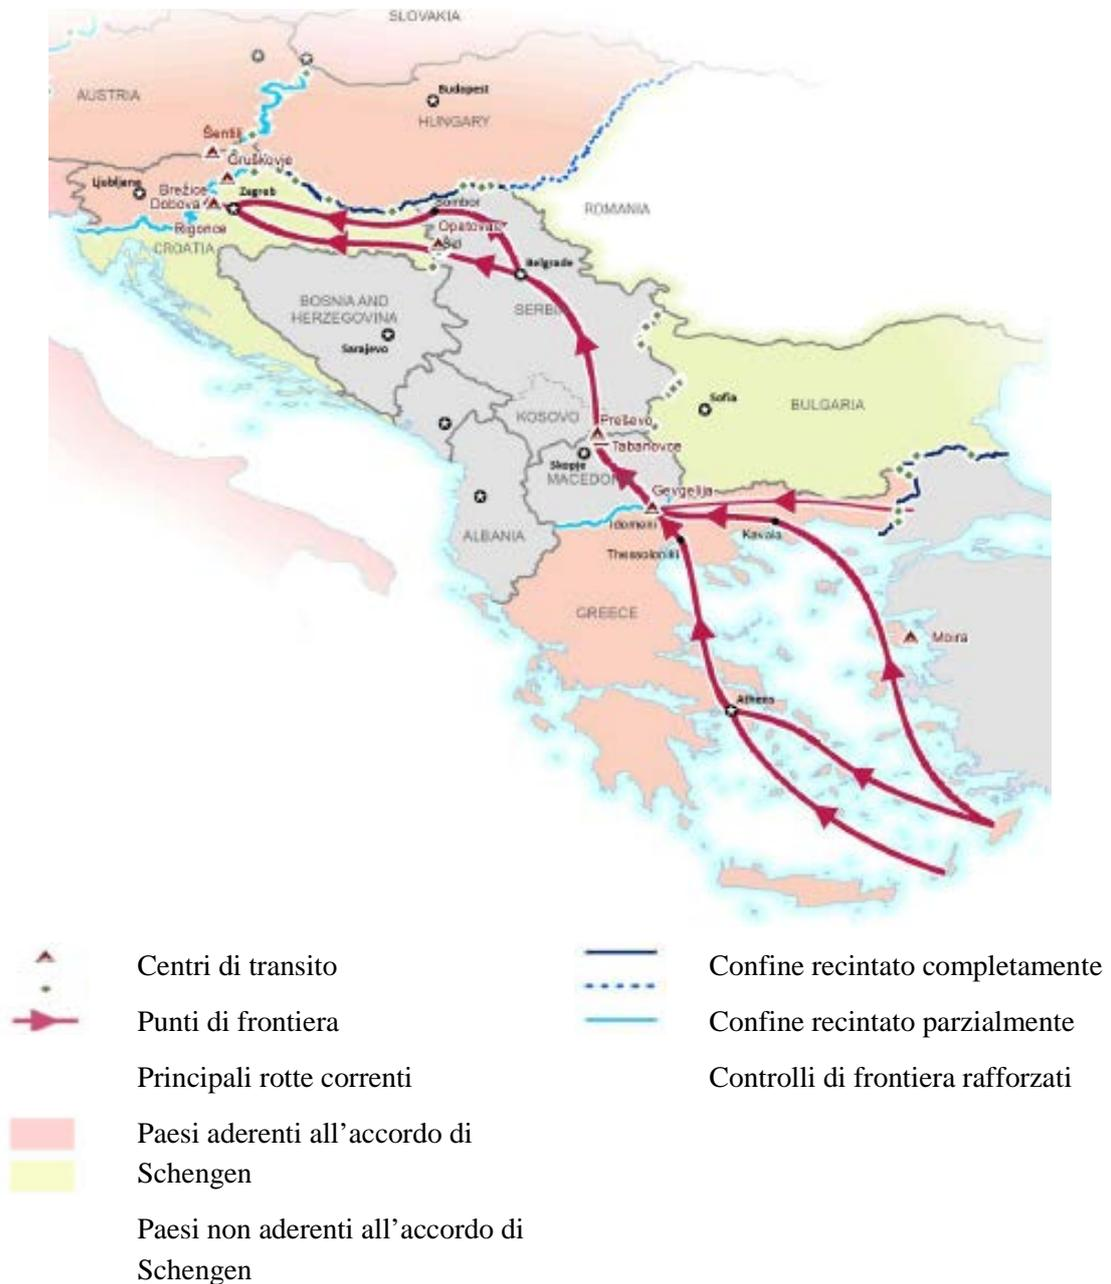 SLOVAKIA
AUSTRIA
Budapest
HUNGARY
Šentilj
Gruškovje
Ljubljana
Brežice
Zagreb
Dobova
Rigonce
CROATIA
Sombor
Opatovac
Šid
ROMANIA
Belgrade
BOSNIA AND
HERZEGOVINA
SERBIA
Sarajevo
Sofia
BULGARIA
KOSOVO
Preševo
Tabanovce
Skopje
MACEDON
Gevgelija
Idomeni
Kavala
ALBANIA
Thessaloniki
GREECE
Moira
Athens
Centri di transito
Punti di frontiera
Principali rotte correnti
Paesi aderenti all’accordo di
Schengen
Paesi non aderenti all’accordo di
Schengen
Confine recintato completamente
Confine recintato parzialmente
Controlli di frontiera rafforzati